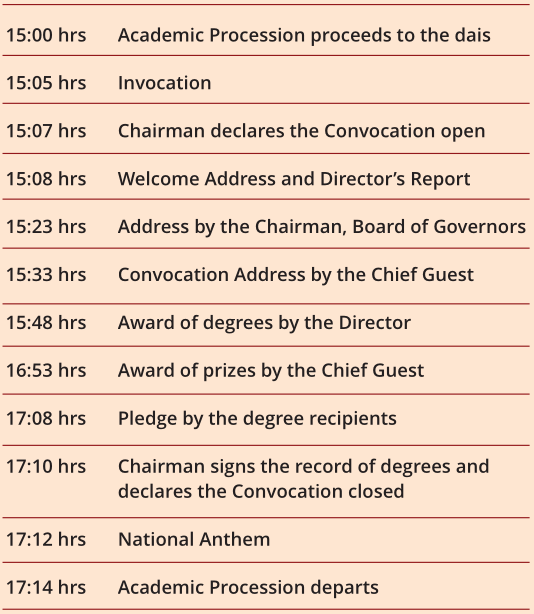 15:00 hrs Academic Procession proceeds to the dais
15:05 hrs Invocation
15:07 hrs Chairman declares the Convocation open
15:08 hrs Welcome Address and Director’s Report
15:23 hrs Address by the Chairman, Board of Governors
15:33 hrs Convocation Address by the Chief Guest
15:48 hrs Award of degrees by the Director
16:53 hrs Award of prizes by the Chief Guest
17:08 hrs Pledge by the degree recipients
17:10 hrs Chairman signs the record of degrees and
declares the Convocation closed
17:12 hrs National Anthem
17:14 hrs Academic Procession departs